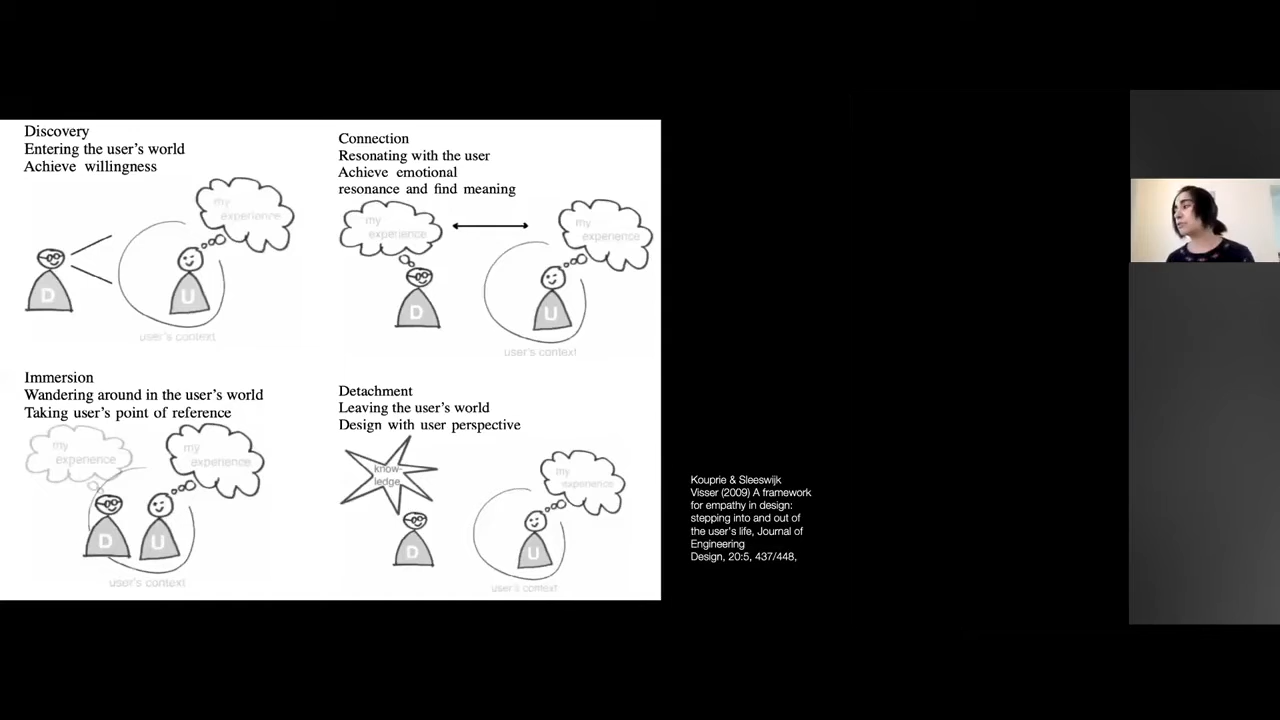 Discovery
Entering the user's world
Achieve willingness
my
experience
D
U
user's context
Connection
Resonating with the user
Achieve emotional
resonance and find meaning
my
experience
my
experience
D
U
user's context
Immersion
Wandering around in the user's world
Taking user's point of reference
my
experience
my
experience
D
U
user's context
Detachment
Leaving the user's world
Design with user perspective
know-
ledge
my
experience
D
U
user's context
Kouprie & Sleeswijk
Visser (2009) A framework
for empathy in design:
stepping into and out of
the user's life, Journal of
Engineering
Design, 20:5, 437/448,